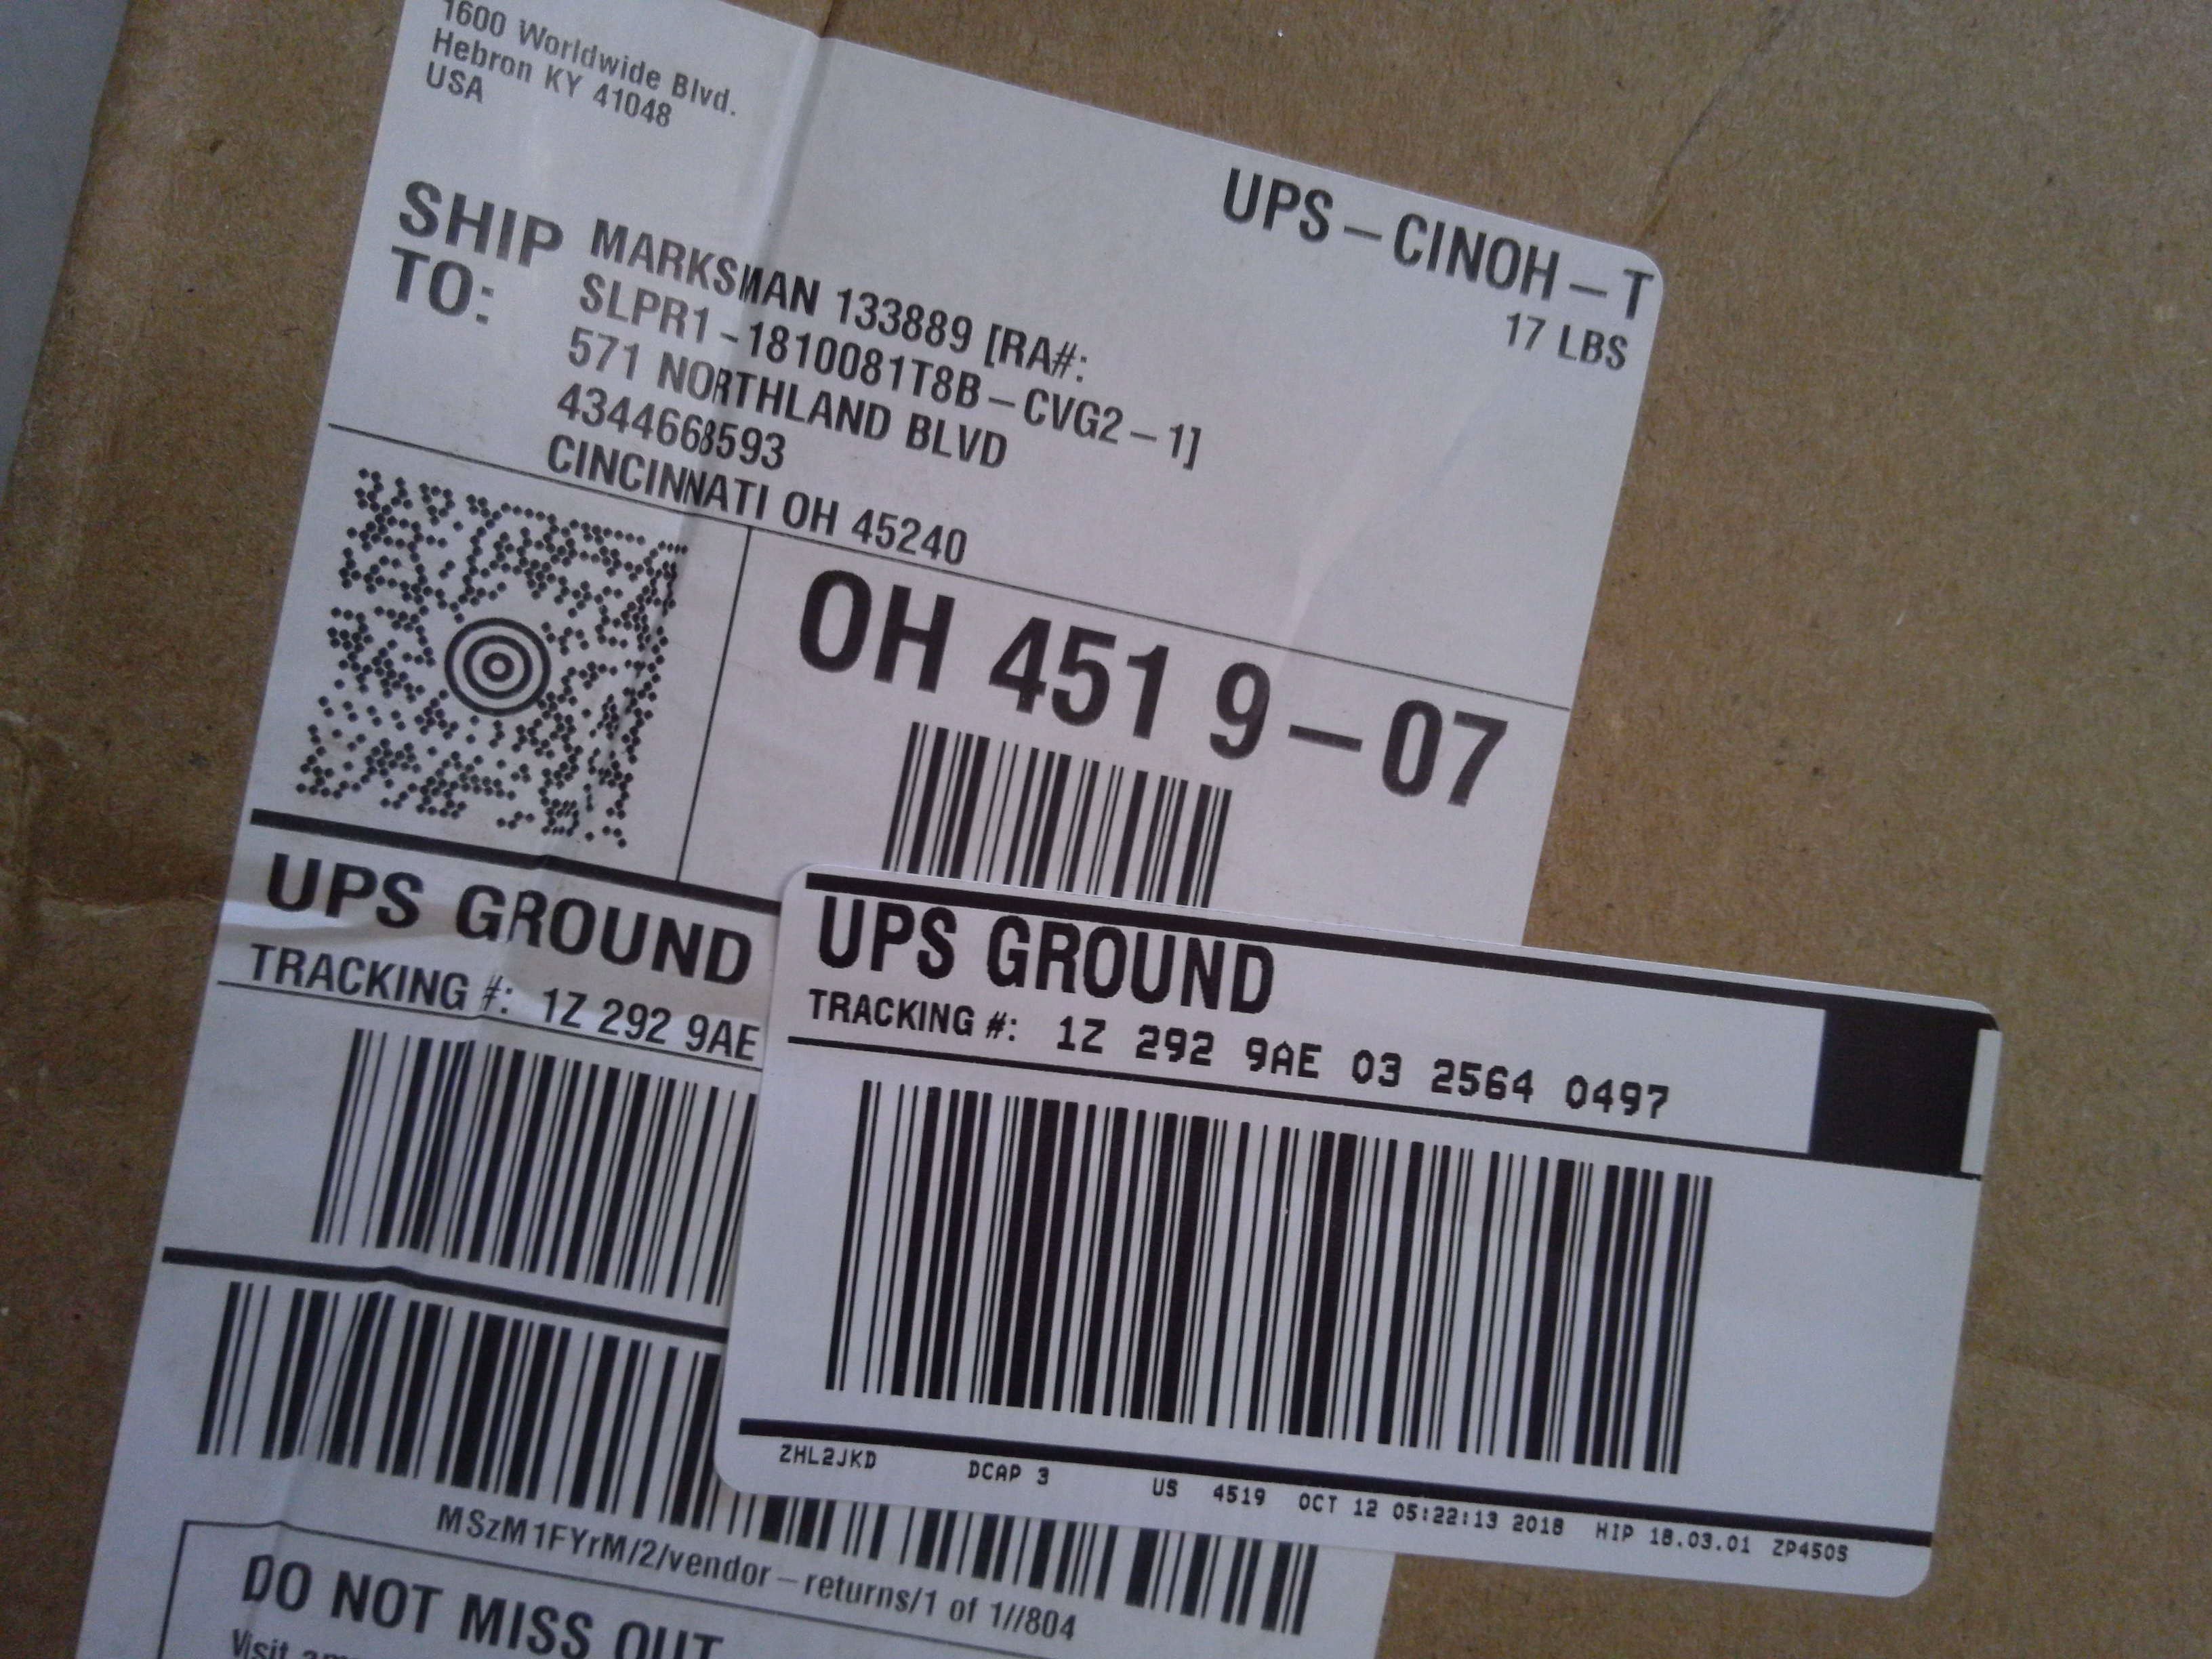 1600 Worldwide Blvd.
Hebron KY 41048
USA
UPS-CINOH-T
17 LBS
SHIP
TO:
MARKSMAN 133889 [RA#:
SLPR1-1810081T8B-CVG2-1]
571 NORTHLAND BLVD
4344668593
CINCINNATI OH 45240
OH 451 9-07
UPS GROUND
TRACKING #: 1Z 292 9AE
UPS GROUND
TRACKING #: 1Z 292 9AE 03 2564 0497
ZHL2JKD DCAP 3 US 4519 OCT 12 05:22:13 2018 HIP 18.03.01 ZP450S
MSzM1FYrM/2/vendor-returns/1 of 1//804
DO NOT MISS OUT
Visit